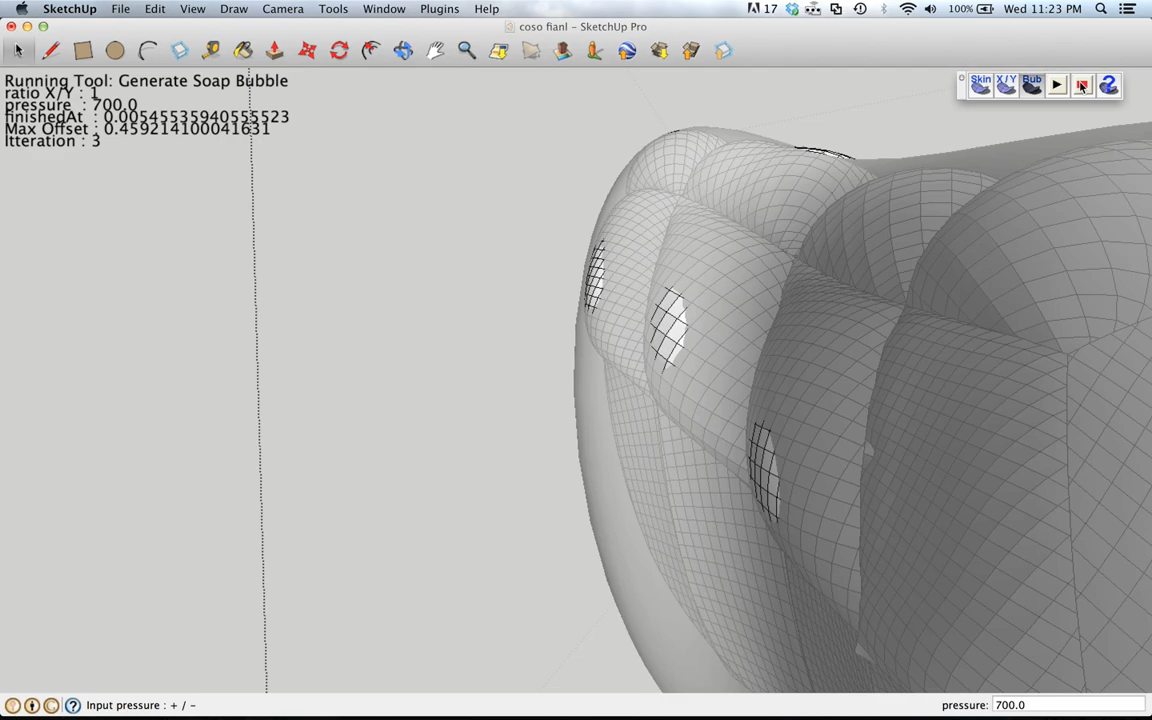 SketchUp File Edit View Camera Draw Tools Window Plugins Help 17 100% Wed 11:23 PM
coso fianl – SketchUp Pro
Skin X/Y Bub ?
Running Tool: Generate Soap Bubble
ratio X/Y : 1
pressure : 700.0
finishedAt : 0.00545535940555523
Max Offset : 0.459214100041631
Itteration : 3
Input pressure : + / - pressure: 700.0